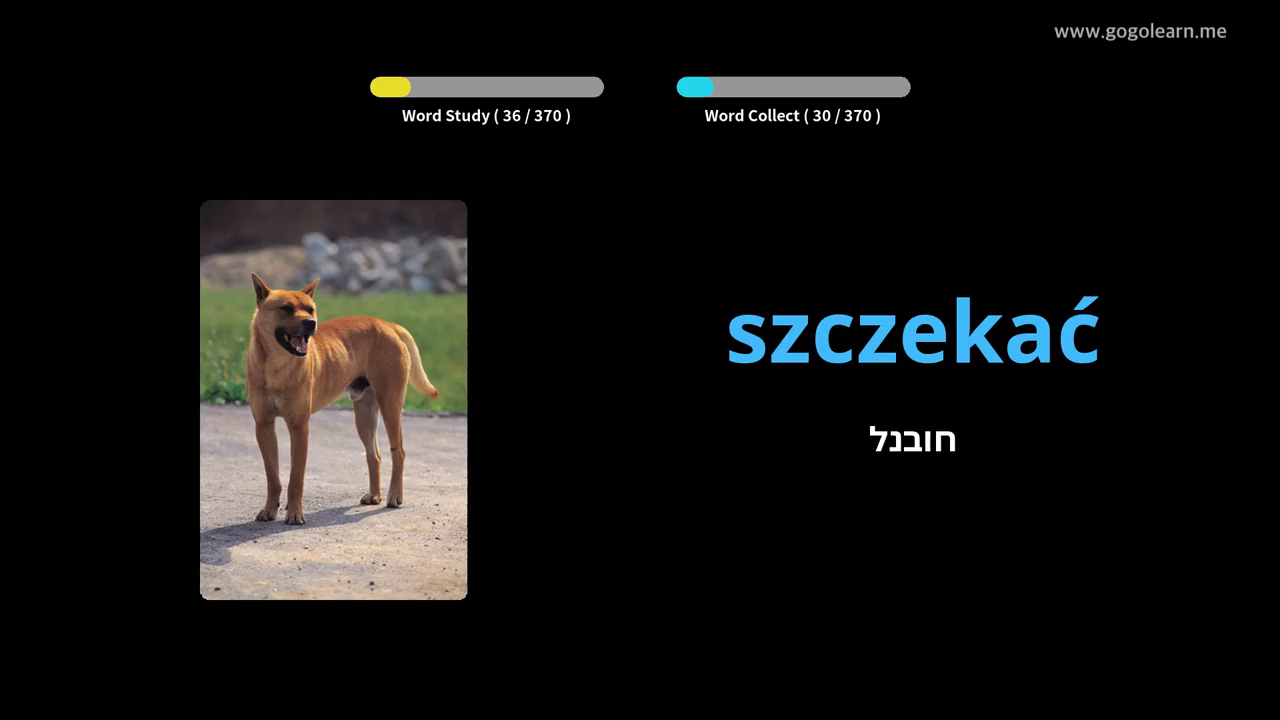 www.gogolearn.me
Word Study ( 36 / 370 )
Word Collect ( 30 / 370 )
szczekać
חובנל